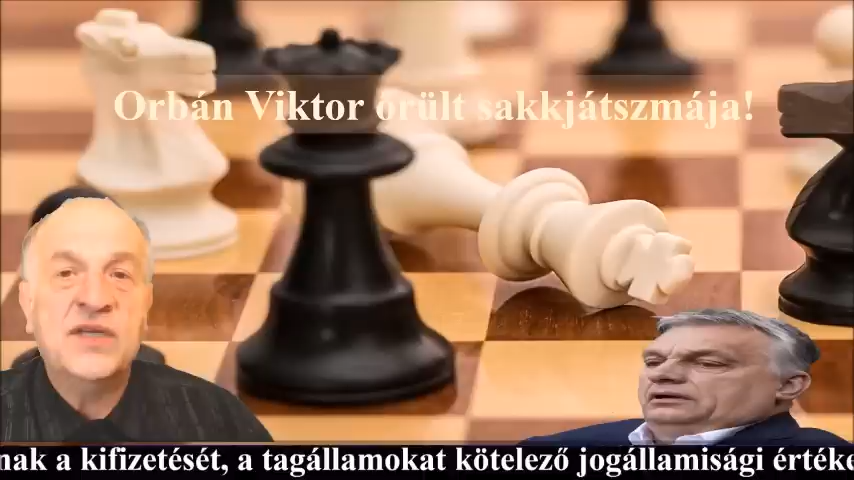 Orbán Viktor őrült sakkjátszmája!
nak a kifizetését, a tagállamokat kötelező jogállamisági értéke